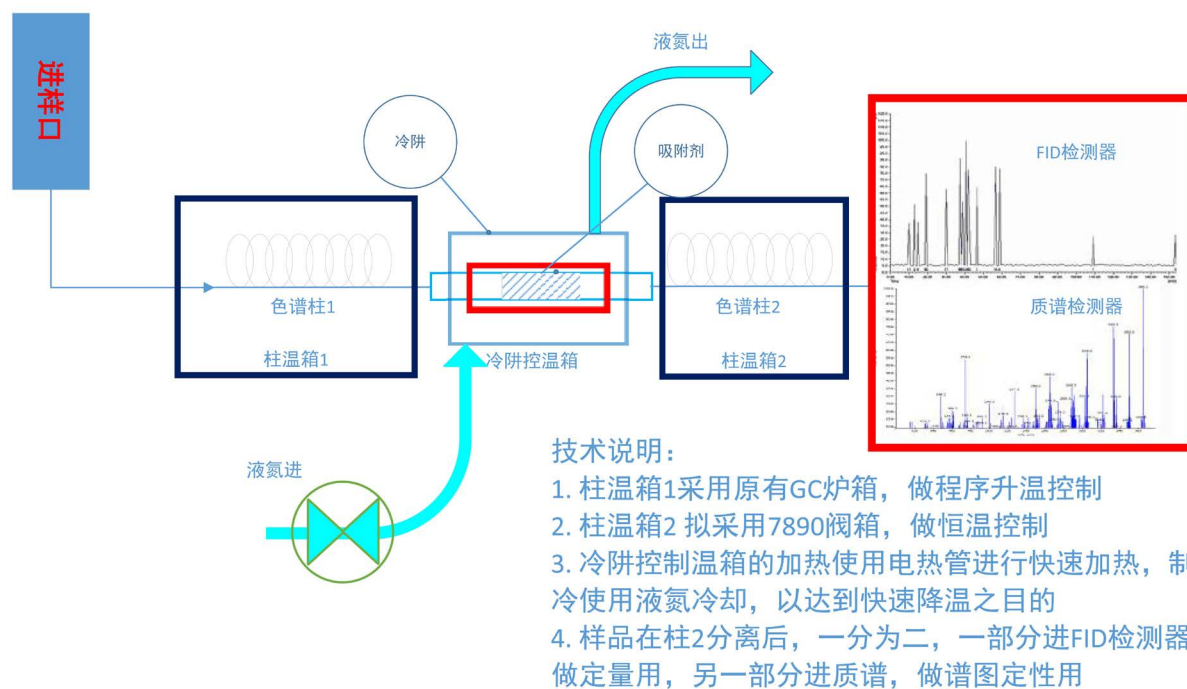 进样口
液氮出
冷阱
吸附剂
FID检测器
色谱柱1
色谱柱2
质谱检测器
柱温箱1
冷阱控温箱
柱温箱2
液氮进
技术说明：
1. 柱温箱1采用原有GC炉箱，做程序升温控制
2. 柱温箱2 拟采用7890阀箱，做恒温控制
3. 冷阱控制温箱的加热使用电热管进行快速加热，制
冷使用液氮冷却，以达到快速降温之目的
4. 样品在柱2分离后，一分为二，一部分进FID检测器
做定量用，另一部分进质谱，做谱图定性用